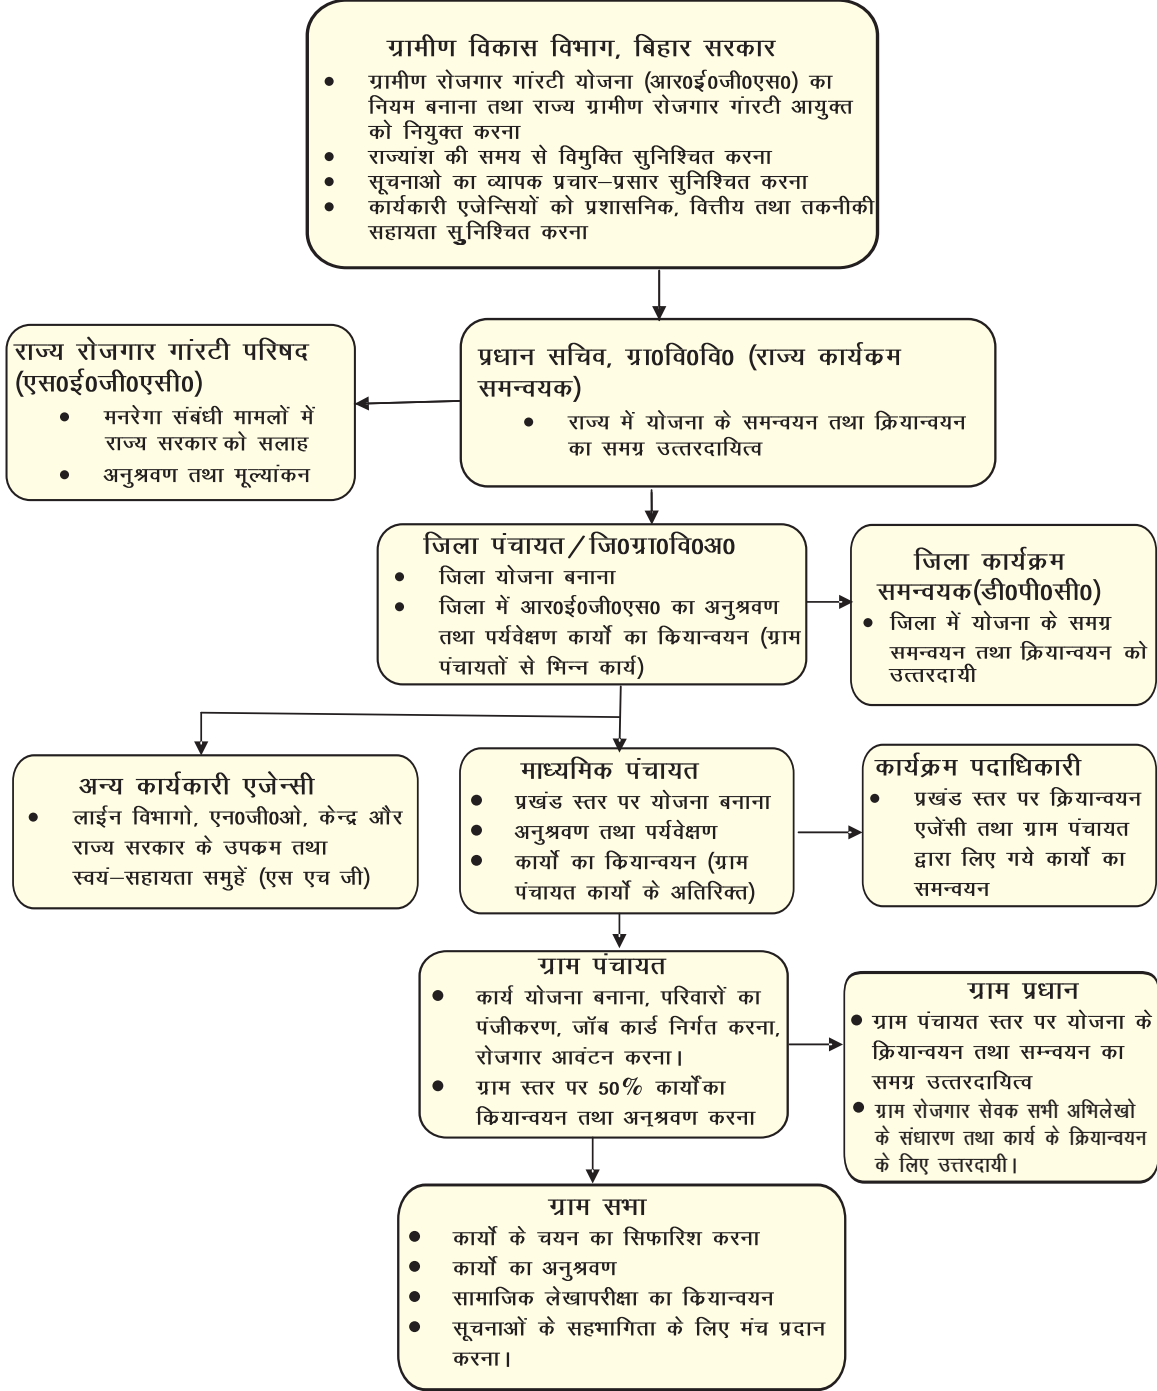 ग्रामीण विकास विभाग, बिहार सरकार
• ग्रामीण रोजगार गांरटी योजना (आर0ई0जी0एस0) का
नियम बनाना तथा राज्य ग्रामीण रोजगार गांरटी आयुक्त
को नियुक्त करना
• राज्यांश की समय से विमुक्ति सुनिश्चित करना
• सूचनाओ का व्यापक प्रचार–प्रसार सुनिश्चित करना
• कार्यकारी एजेन्सियों को प्रशासनिक, वित्तीय तथा तकनीकी
सहायता सुनिश्चित करना
राज्य रोजगार गांरटी परिषद
(एस0ई0जी0एसी0)
• मनरेगा संबंधी मामलों में
राज्य सरकार को सलाह
• अनुश्रवण तथा मूल्यांकन
प्रधान सचिव, ग्रा0वि0वि0 (राज्य कार्यक्रम
समन्वयक)
• राज्य में योजना के समन्वयन तथा क्रियान्वयन
का समग्र उत्तरदायित्व
जिला पंचायत/जि0ग्रा0वि0अ0
• जिला योजना बनाना
• जिला में आर0ई0जी0एस0 का अनुश्रवण
तथा पर्यवेक्षण कार्यो का क्रियान्वयन (ग्राम
पंचायतों से भिन्न कार्य)
जिला कार्यक्रम
समन्वयक(डी0पी0सी0)
• जिला में योजना के समग्र
समन्वयन तथा क्रियान्वयन को
उत्तरदायी
अन्य कार्यकारी एजेन्सी
• लाईन विभागो, एन0जी0ओ, केन्द्र और
राज्य सरकार के उपक्रम तथा
स्वयं–सहायता समुहें (एस एच जी)
माध्यमिक पंचायत
• प्रखंड स्तर पर योजना बनाना
• अनुश्रवण तथा पर्यवेक्षण
• कार्यो का क्रियान्वयन (ग्राम
पंचायत कार्यो के अतिरिक्त)
कार्यक्रम पदाधिकारी
• प्रखंड स्तर पर क्रियान्वयन
एजेंसी तथा ग्राम पंचायत
द्वारा लिए गये कार्यो का
समन्वयन
ग्राम पंचायत
• कार्य योजना बनाना, परिवारों का
पंजीकरण, जॉब कार्ड निर्गत करना,
रोजगार आवंटन करना।
• ग्राम स्तर पर 50% कार्यों का
क्रियान्वयन तथा अनुश्रवण करना
ग्राम प्रधान
• ग्राम पंचायत स्तर पर योजना के
क्रियान्वयन तथा सम्न्वयन का
समग्र उत्तरदायित्व
• ग्राम रोजगार सेवक सभी अभिलेखो
के संधारण तथा कार्य के क्रियान्वयन
के लिए उत्तरदायी।
ग्राम सभा
• कार्यो के चयन का सिफारिश करना
• कार्यो का अनुश्रवण
• सामाजिक लेखापरीक्षा का क्रियान्वयन
• सूचनाओं के सहभागिता के लिए मंच प्रदान
करना।